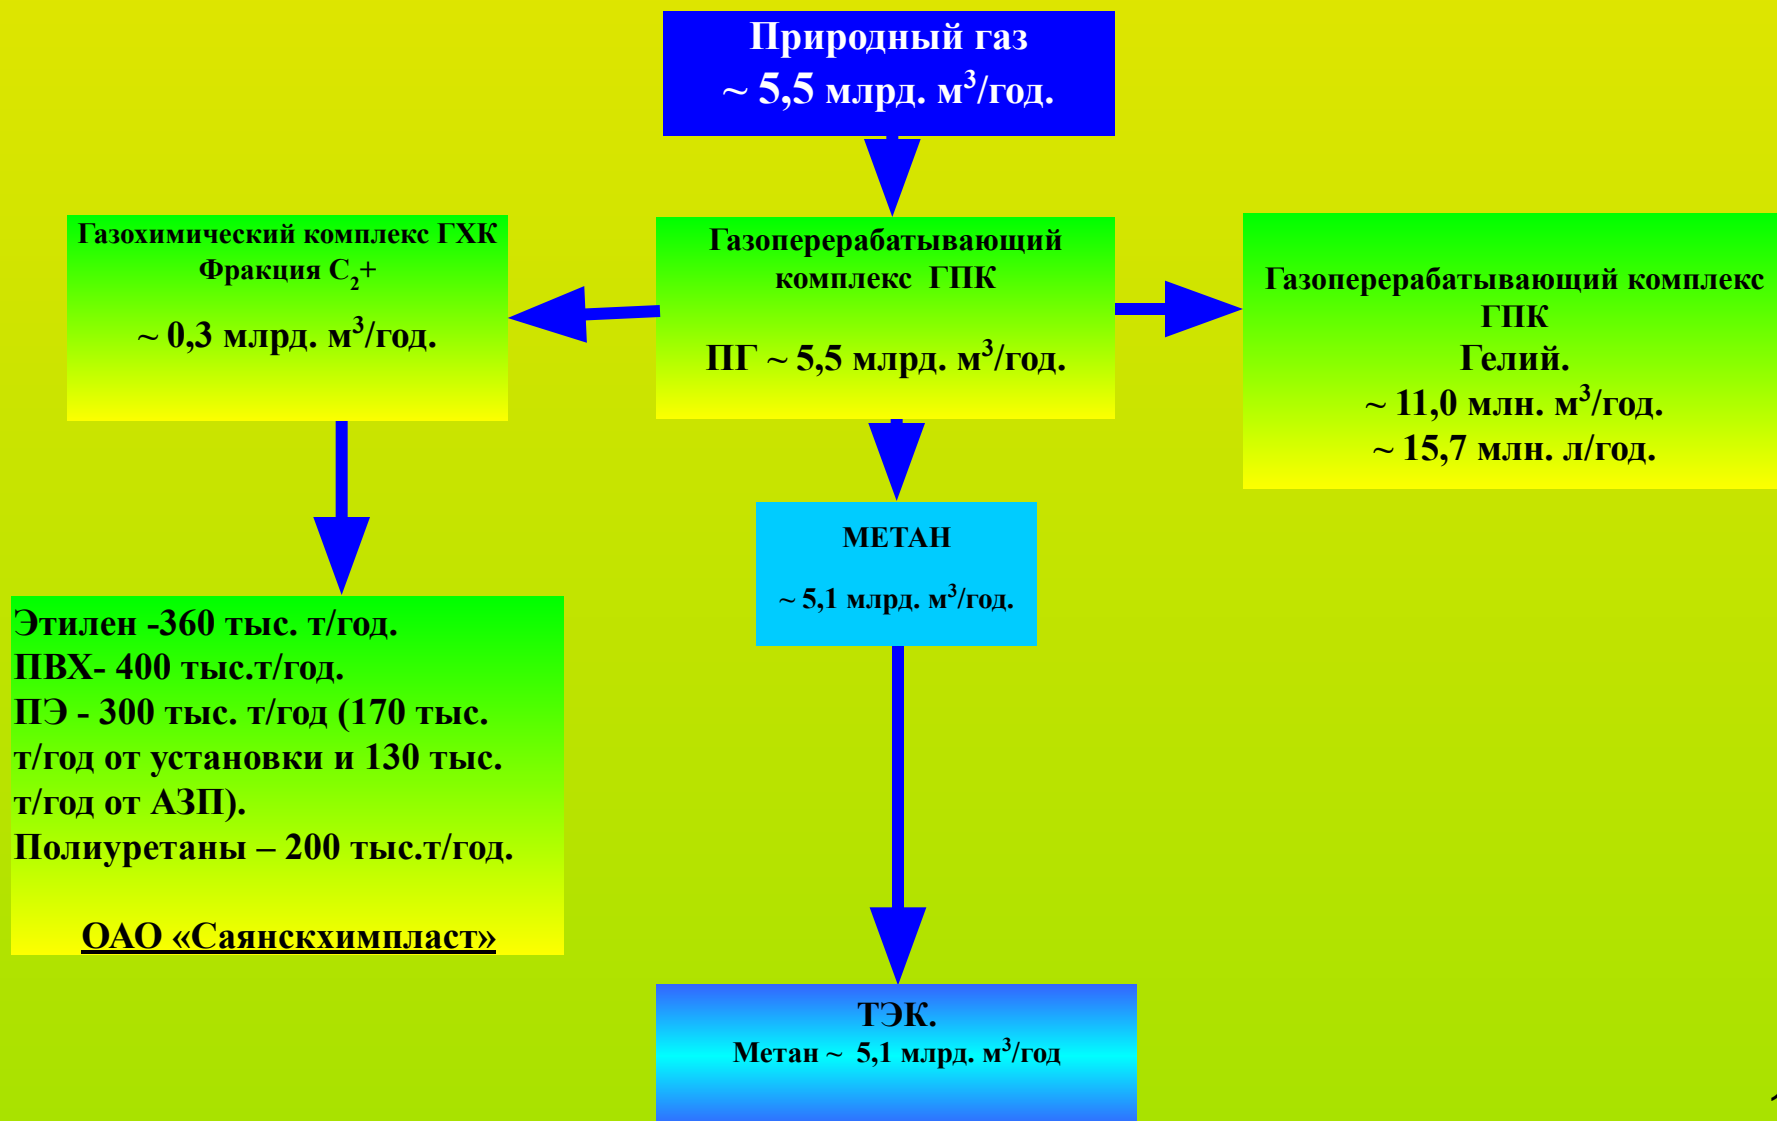 Природный газ
~ 5,5 млрд. м³/год.
Газохимический комплекс ГХК
Фракция С₂+
~ 0,3 млрд. м³/год.
Газоперерабатывающий
комплекс ГПК
ПГ ~ 5,5 млрд. м³/год.
Газоперерабатывающий комплекс
ГПК
Гелий.
~ 11,0 млн. м³/год.
~ 15,7 млн. л/год.
МЕТАН
~ 5,1 млрд. м³/год.
Этилен -360 тыс. т/год.
ПВХ- 400 тыс.т/год.
ПЭ - 300 тыс. т/год (170 тыс.
т/год от установки и 130 тыс.
т/год от АЗП).
Полиуретаны – 200 тыс.т/год.
ОАО «Саянскхимпласт»
ТЭК.
Метан ~ 5,1 млрд. м³/год